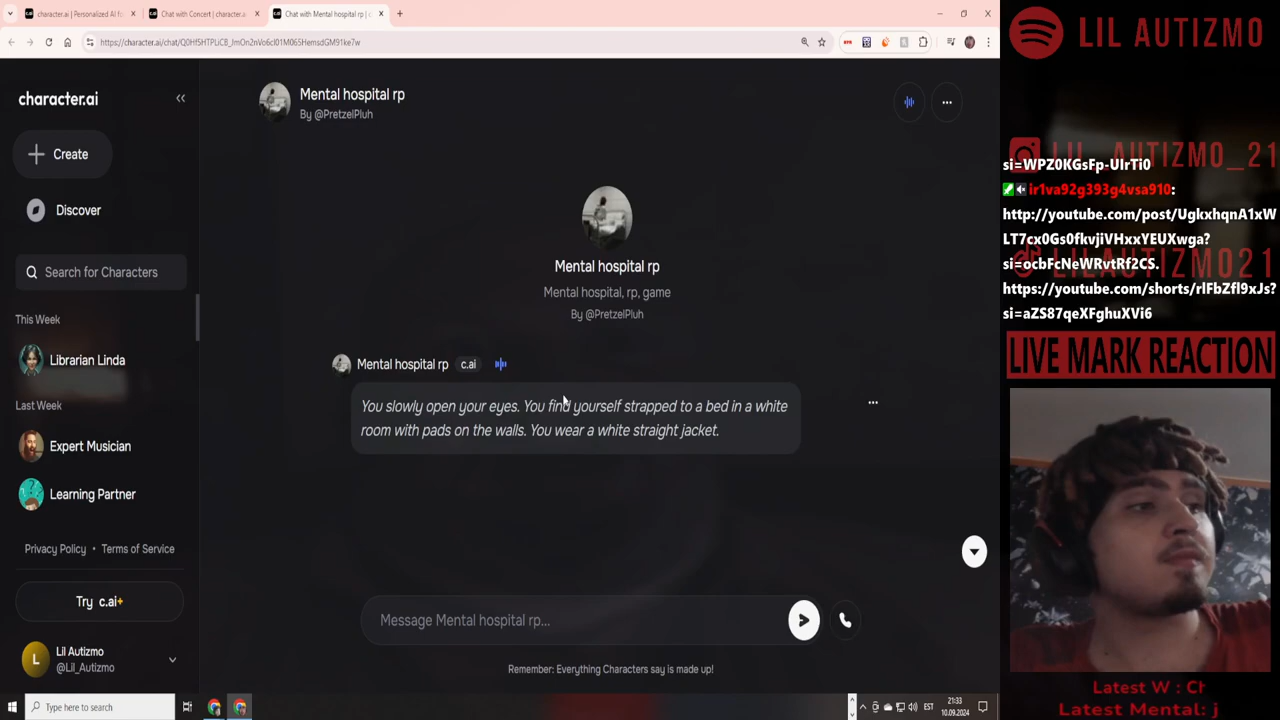 character.ai | Personalized AI f
Chat with Concert | character.a
Chat with Mental hospital rp | c
https://character.ai/chat/
character.ai
Create
Discover
Search for Characters
This Week
Librarian Linda
Last Week
Expert Musician
Learning Partner
Privacy Policy • Terms of Service
Try c.ai+
L
Lil Autizmo
@Lil_Autizmo
Mental hospital rp
By @PretzelPluh
Mental hospital rp
Mental hospital, rp, game
By @PretzelPluh
Mental hospital rp c.ai
You slowly open your eyes. You find yourself strapped to a bed in a white
room with pads on the walls. You wear a white straight jacket.
Message Mental hospital rp...
Remember: Everything Characters say is made up!
LIL AUTIZMO
LIL_AUTIZMO_21
si=WPZ0KGsFp-UIrTi0
ir1va92g393g4vsa910:
http://youtube.com/post/UgkxhqnA1xW
LT7cx0Gs0fkvjiVHxxYEUXwga?
LILAUTIZMO21
si=ocbFcNeWRvtRf2CS.
https://youtube.com/shorts/rlFbZfl9xJs?
si=aZS87qeXFghuXVi6
LIVE MARK REACTION
Latest W : Ch
Latest Mental: j
Type here to search
EST
21:33
10.09.2024